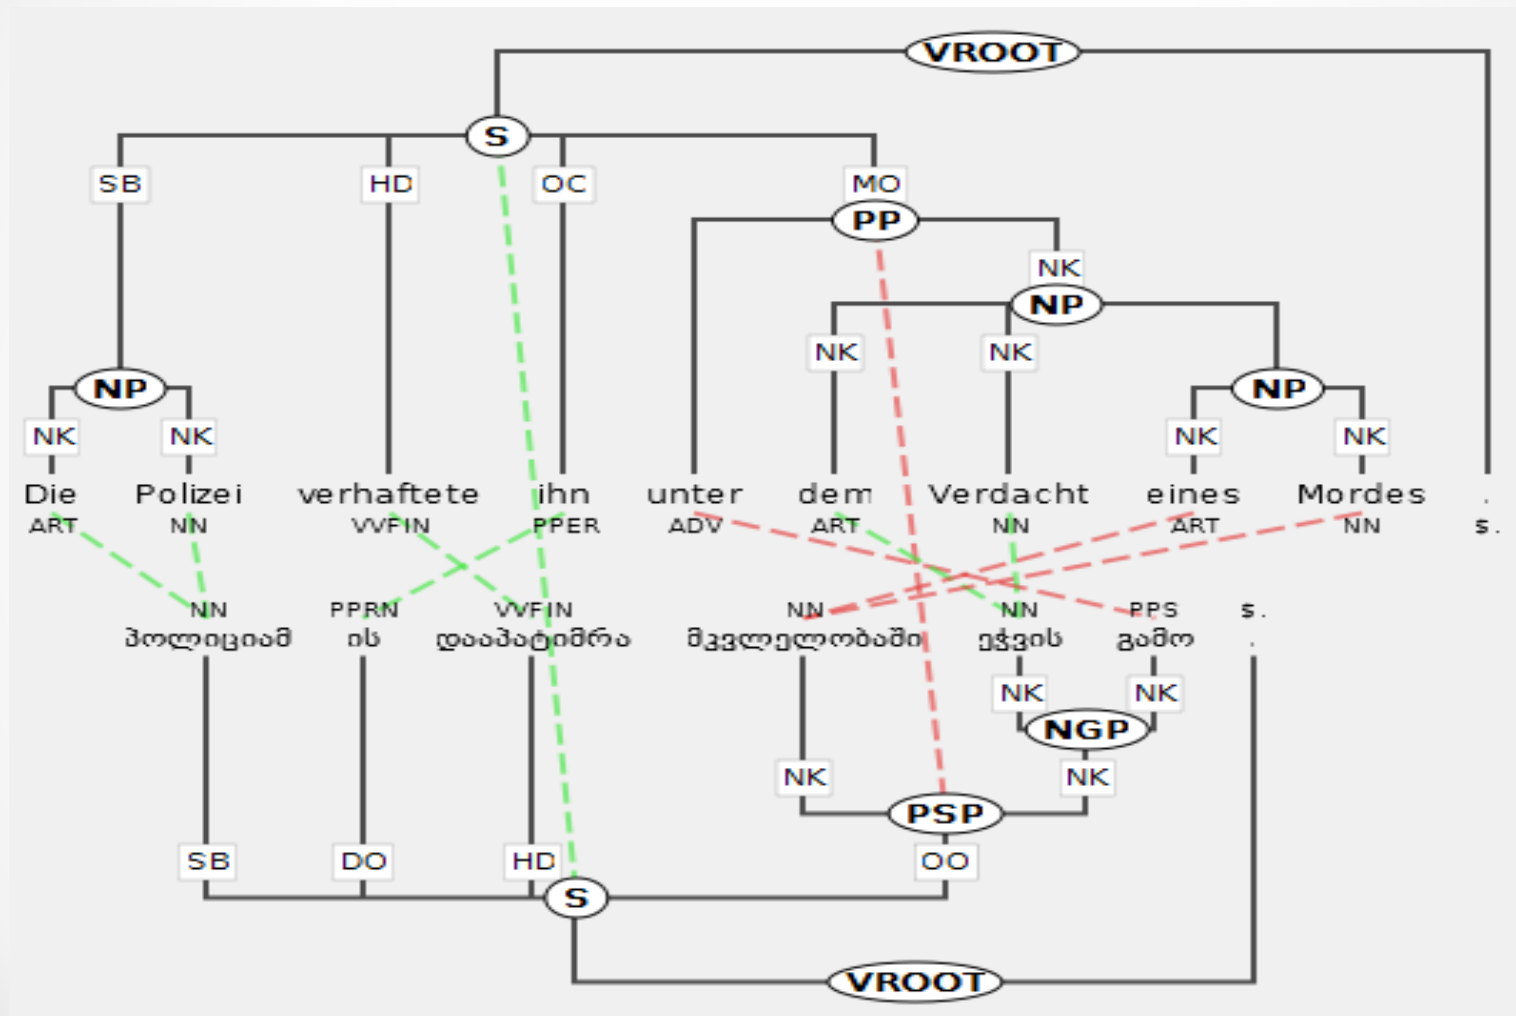 VROOT
S
SB HD OC MO
PP
NK
NP
NK NK
NP NP
NK NK NK NK
Die Polizei verhaftete ihn unter dem Verdacht eines Mordes .
ART NN VVFIN PPER ADV ART NN ART NN $.
NN PPRN VVFIN NN NN PPS $.
პოლიციამ ის დააპატიმრა მკვლელობაში ეჭვის გამო .
NK NK
NGP
NK NK
PSP
SB DO HD OO
S
VROOT